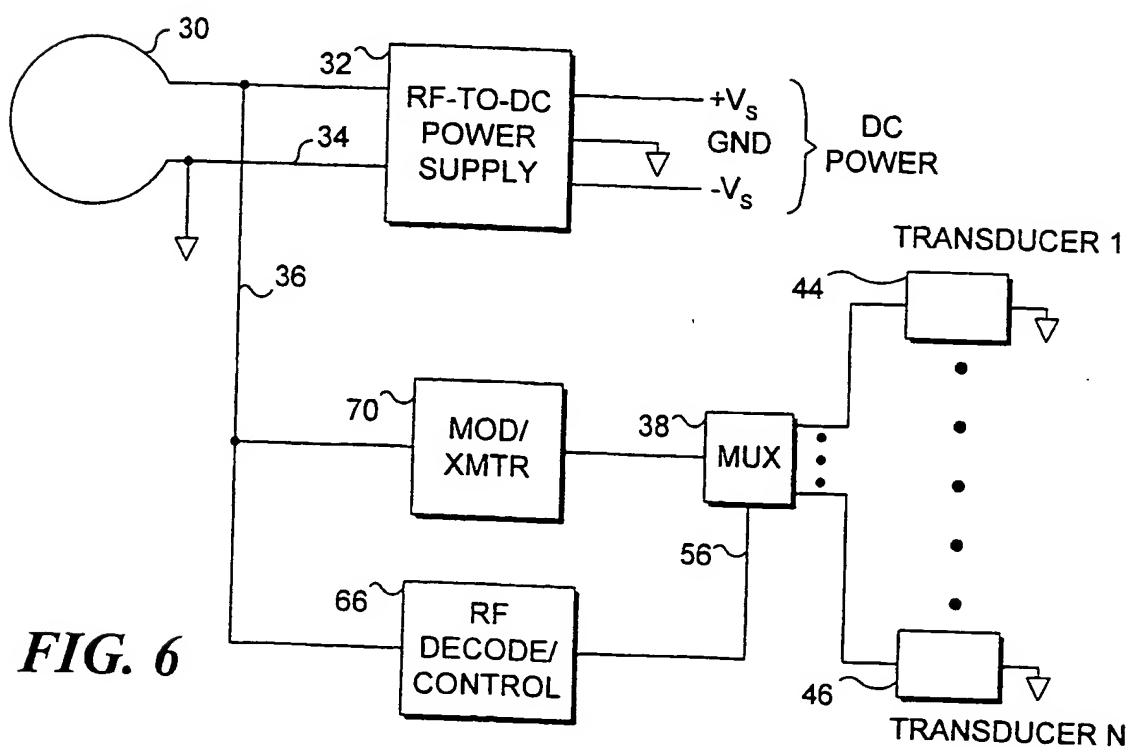 30
32
RF-TO-DC
POWER
SUPPLY
34
+Vs
GND
-Vs
DC
POWER
36
TRANSDUCER 1
44
70
MOD/
XMTR
38
MUX
56
66
RF
DECODE/
CONTROL
46
TRANSDUCER N
FIG. 6